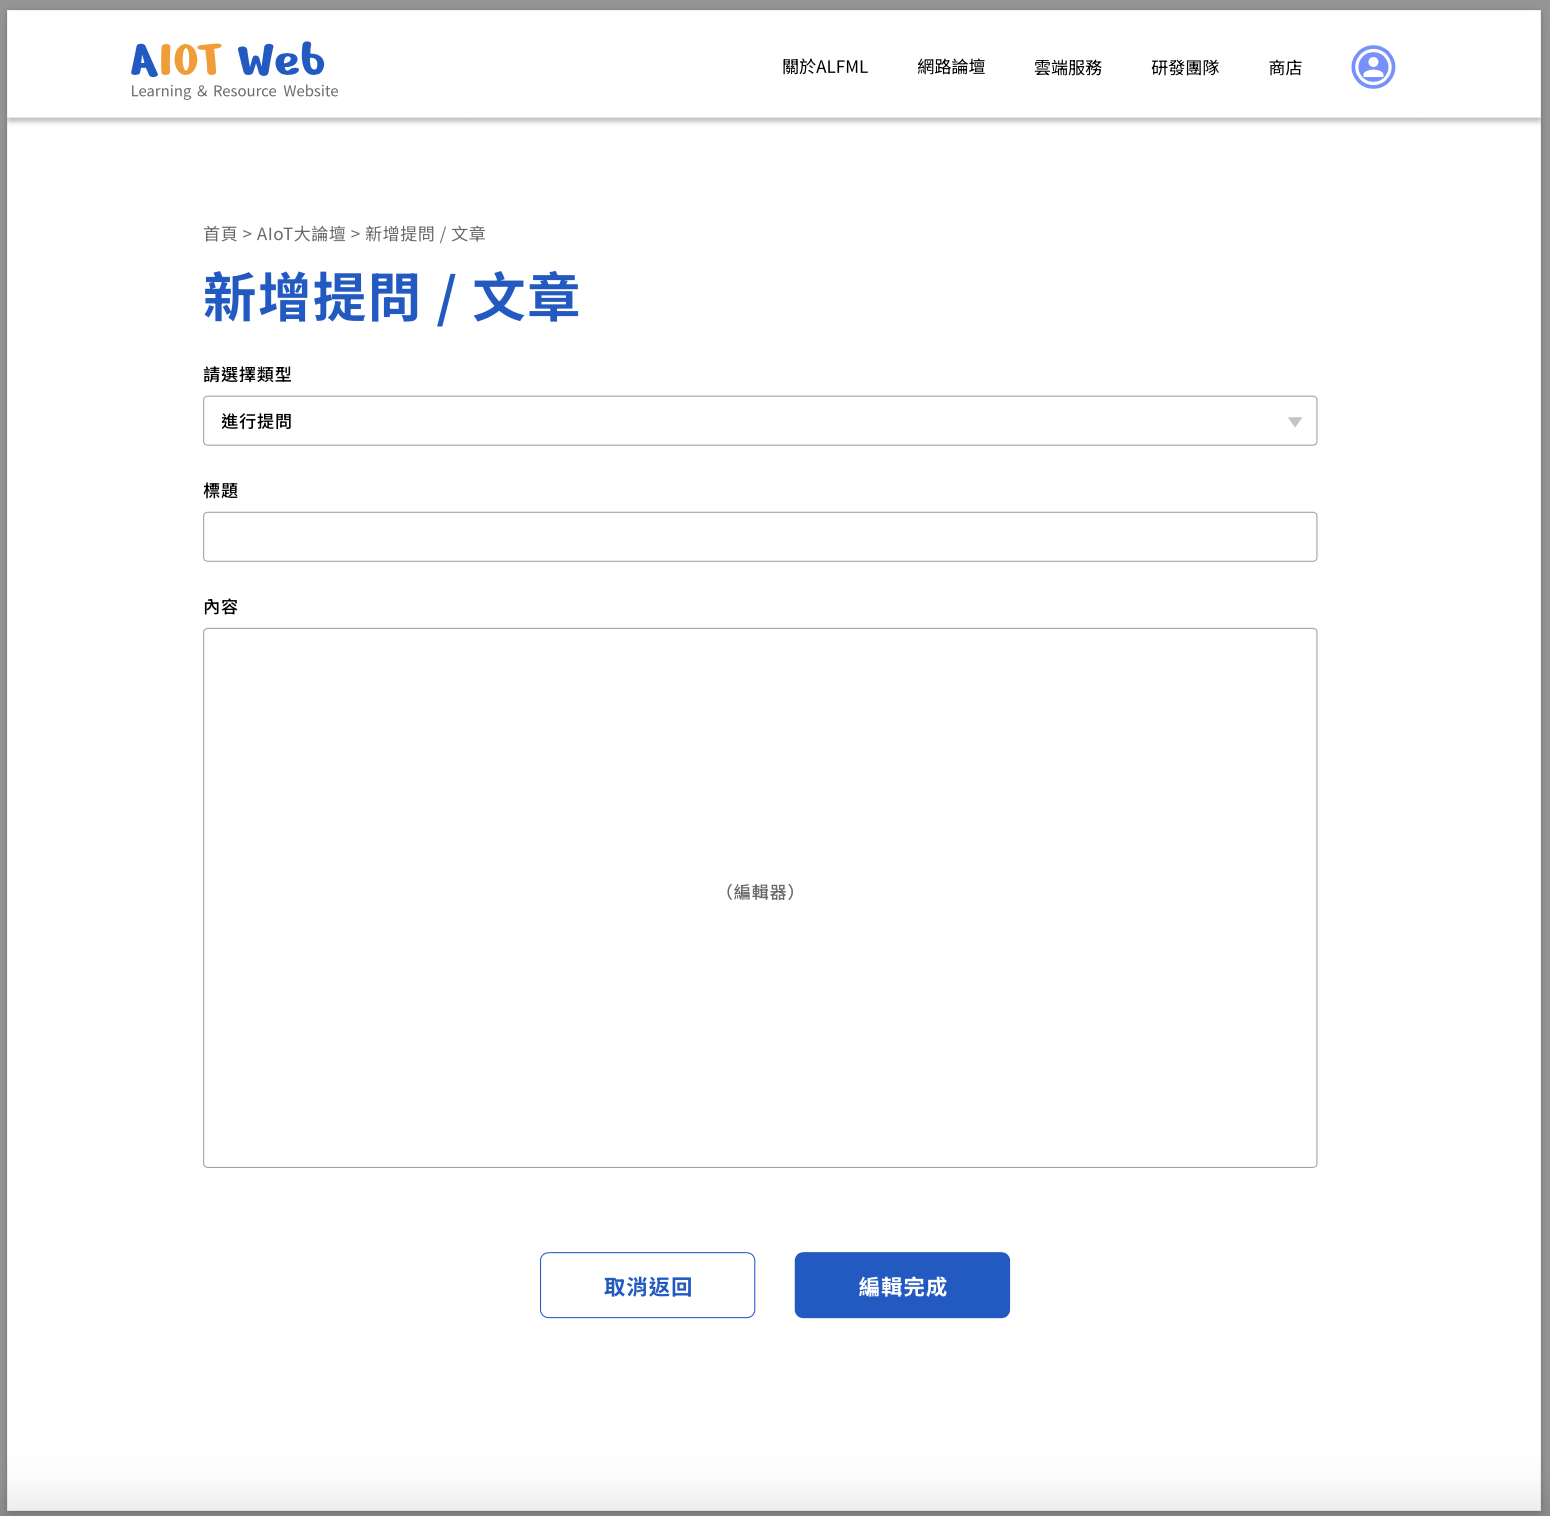 AIOT Web
Learning & Resource Website
關於ALFML
網路論壇
雲端服務
研發團隊
商店
首頁 > AIoT大論壇 > 新增提問 / 文章
新增提問 / 文章
請選擇類型
進行提問
標題
內容
（編輯器）
取消返回
編輯完成